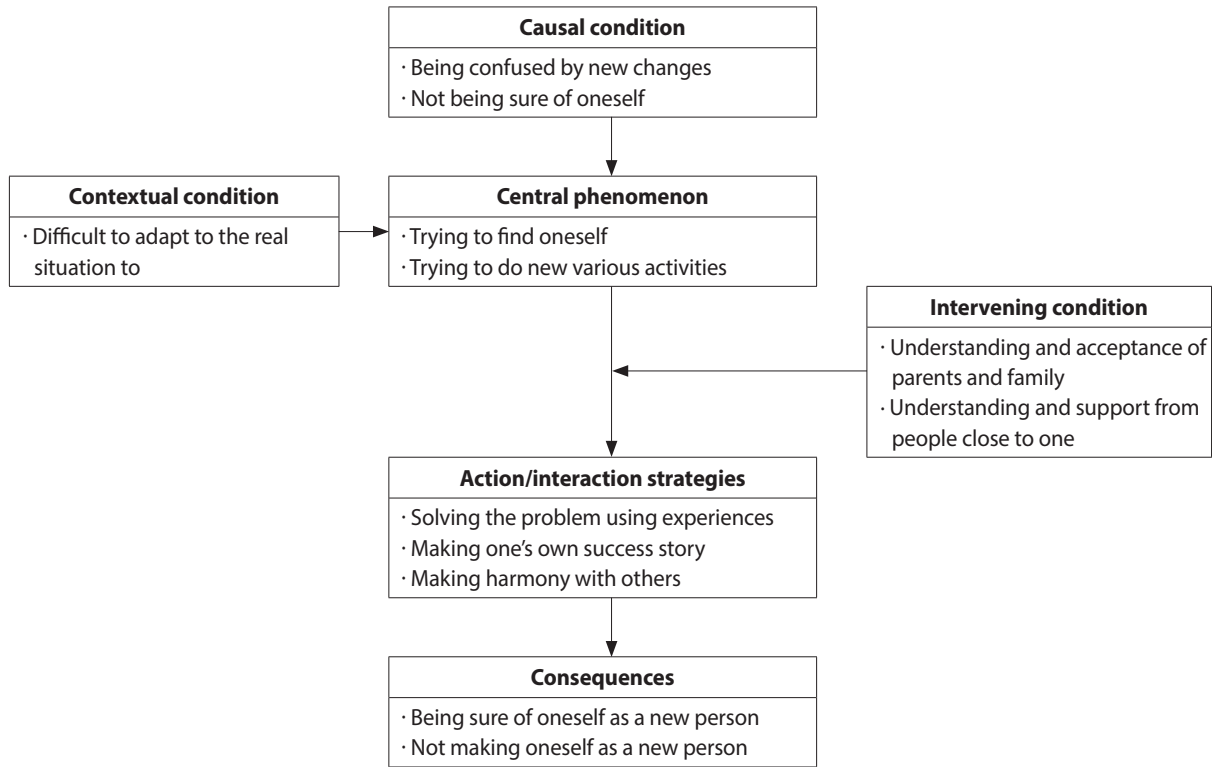 Causal condition
· Being confused by new changes
· Not being sure of oneself
Contextual condition
· Difficult to adapt to the real
situation to
Central phenomenon
· Trying to find oneself
· Trying to do new various activities
Intervening condition
· Understanding and acceptance of
parents and family
· Understanding and support from
people close to one
Action/interaction strategies
· Solving the problem using experiences
· Making one’s own success story
· Making harmony with others
Consequences
· Being sure of oneself as a new person
· Not making oneself as a new person